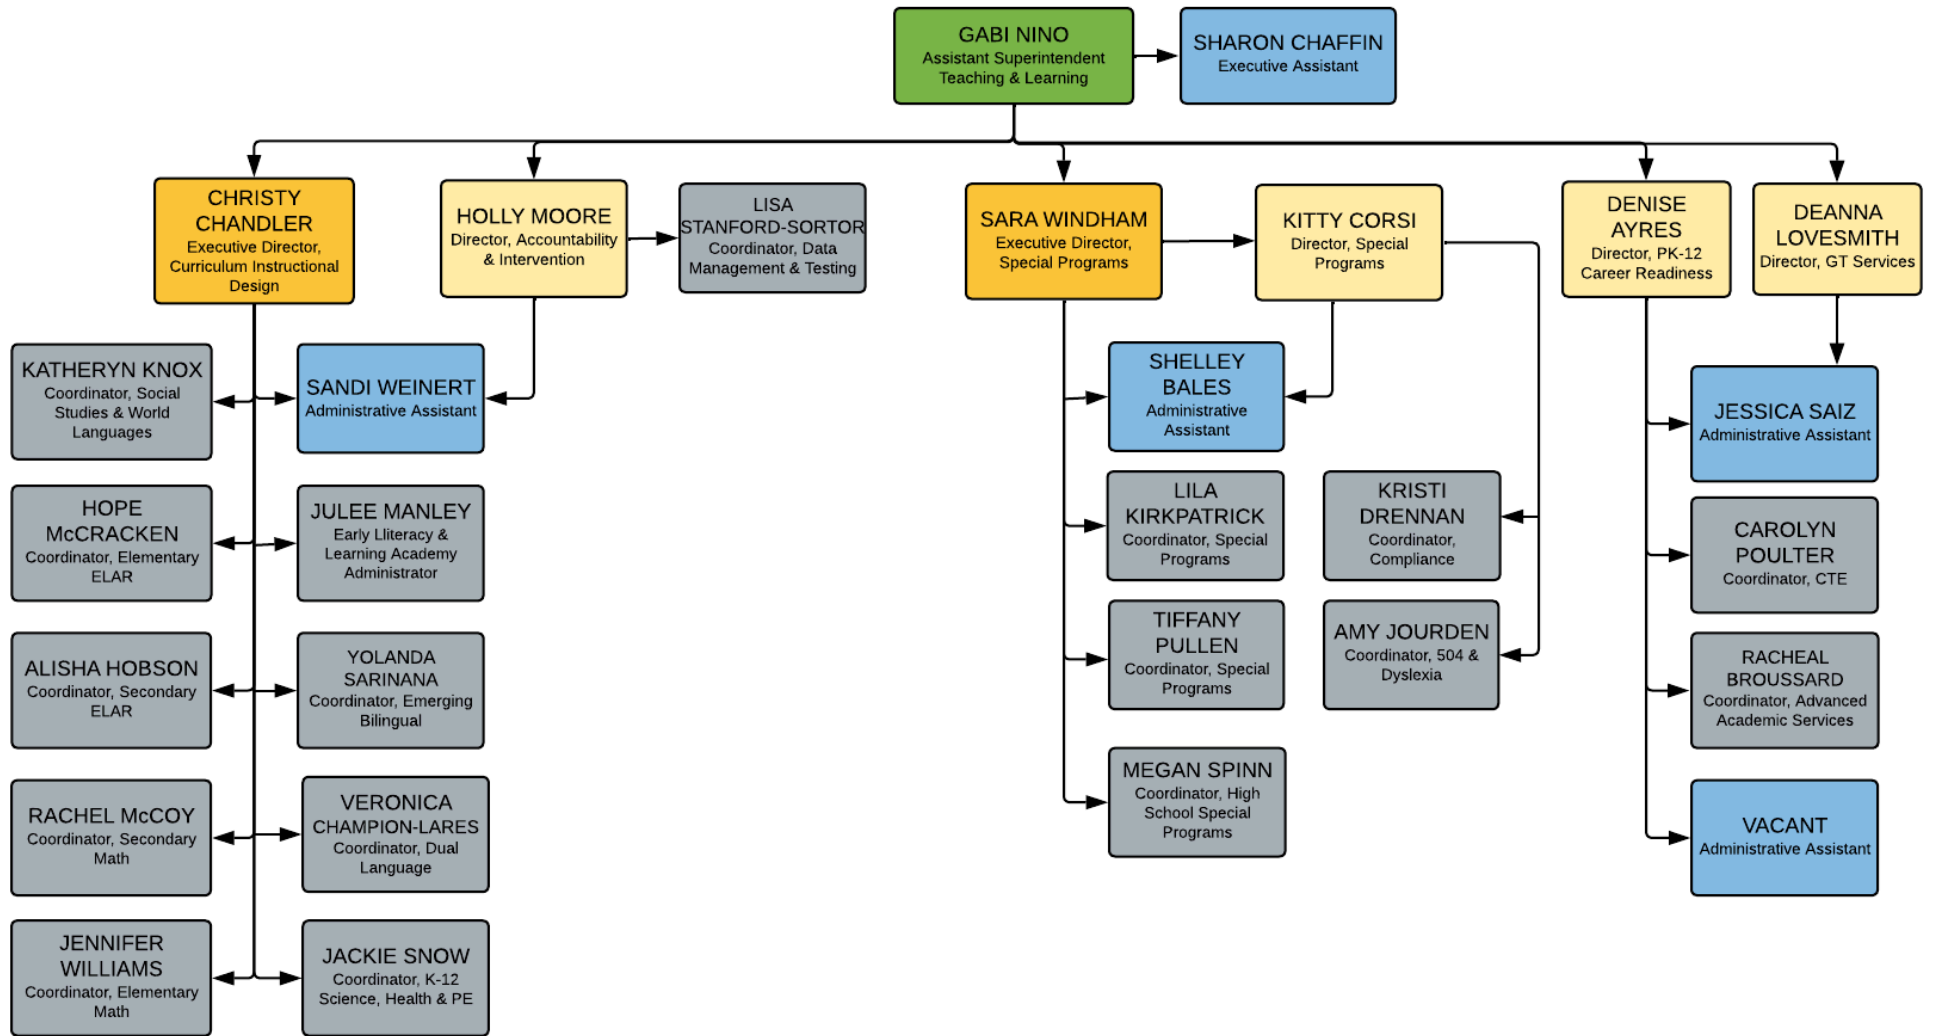 GABI NINO
Assistant Superintendent
Teaching & Learning
SHARON CHAFFIN
Executive Assistant
CHRISTY
CHANDLER
Executive Director,
Curriculum Instructional
Design
HOLLY MOORE
Director, Accountability
& Intervention
LISA
STANFORD-SORTOR
Coordinator, Data
Management & Testing
SARA WINDHAM
Executive Director,
Special Programs
KITTY CORSI
Director, Special
Programs
DENISE
AYRES
Director, PK-12
Career Readiness
DEANNA
LOVESMITH
Director, GT Services
KATHERYN KNOX
Coordinator, Social
Studies & World
Languages
SANDI WEINERT
Administrative Assistant
SHELLEY
BALES
Administrative
Assistant
JESSICA SAIZ
Administrative Assistant
HOPE
McCRACKEN
Coordinator, Elementary
ELAR
JULEE MANLEY
Early Lliteracy &
Learning Academy
Administrator
LILA
KIRKPATRICK
Coordinator, Special
Programs
KRISTI
DRENNAN
Coordinator,
Compliance
CAROLYN
POULTER
Coordinator, CTE
ALISHA HOBSON
Coordinator, Secondary
ELAR
YOLANDA
SARINANA
Coordinator, Emerging
Bilingual
TIFFANY
PULLEN
Coordinator, Special
Programs
AMY JOURDEN
Coordinator, 504 &
Dyslexia
RACHEAL
BROUSSARD
Coordinator, Advanced
Academic Services
RACHEL McCOY
Coordinator, Secondary
Math
VERONICA
CHAMPION-LARES
Coordinator, Dual
Language
MEGAN SPINN
Coordinator, High
School Special
Programs
VACANT
Administrative Assistant
JENNIFER
WILLIAMS
Coordinator, Elementary
Math
JACKIE SNOW
Coordinator, K-12
Science, Health & PE